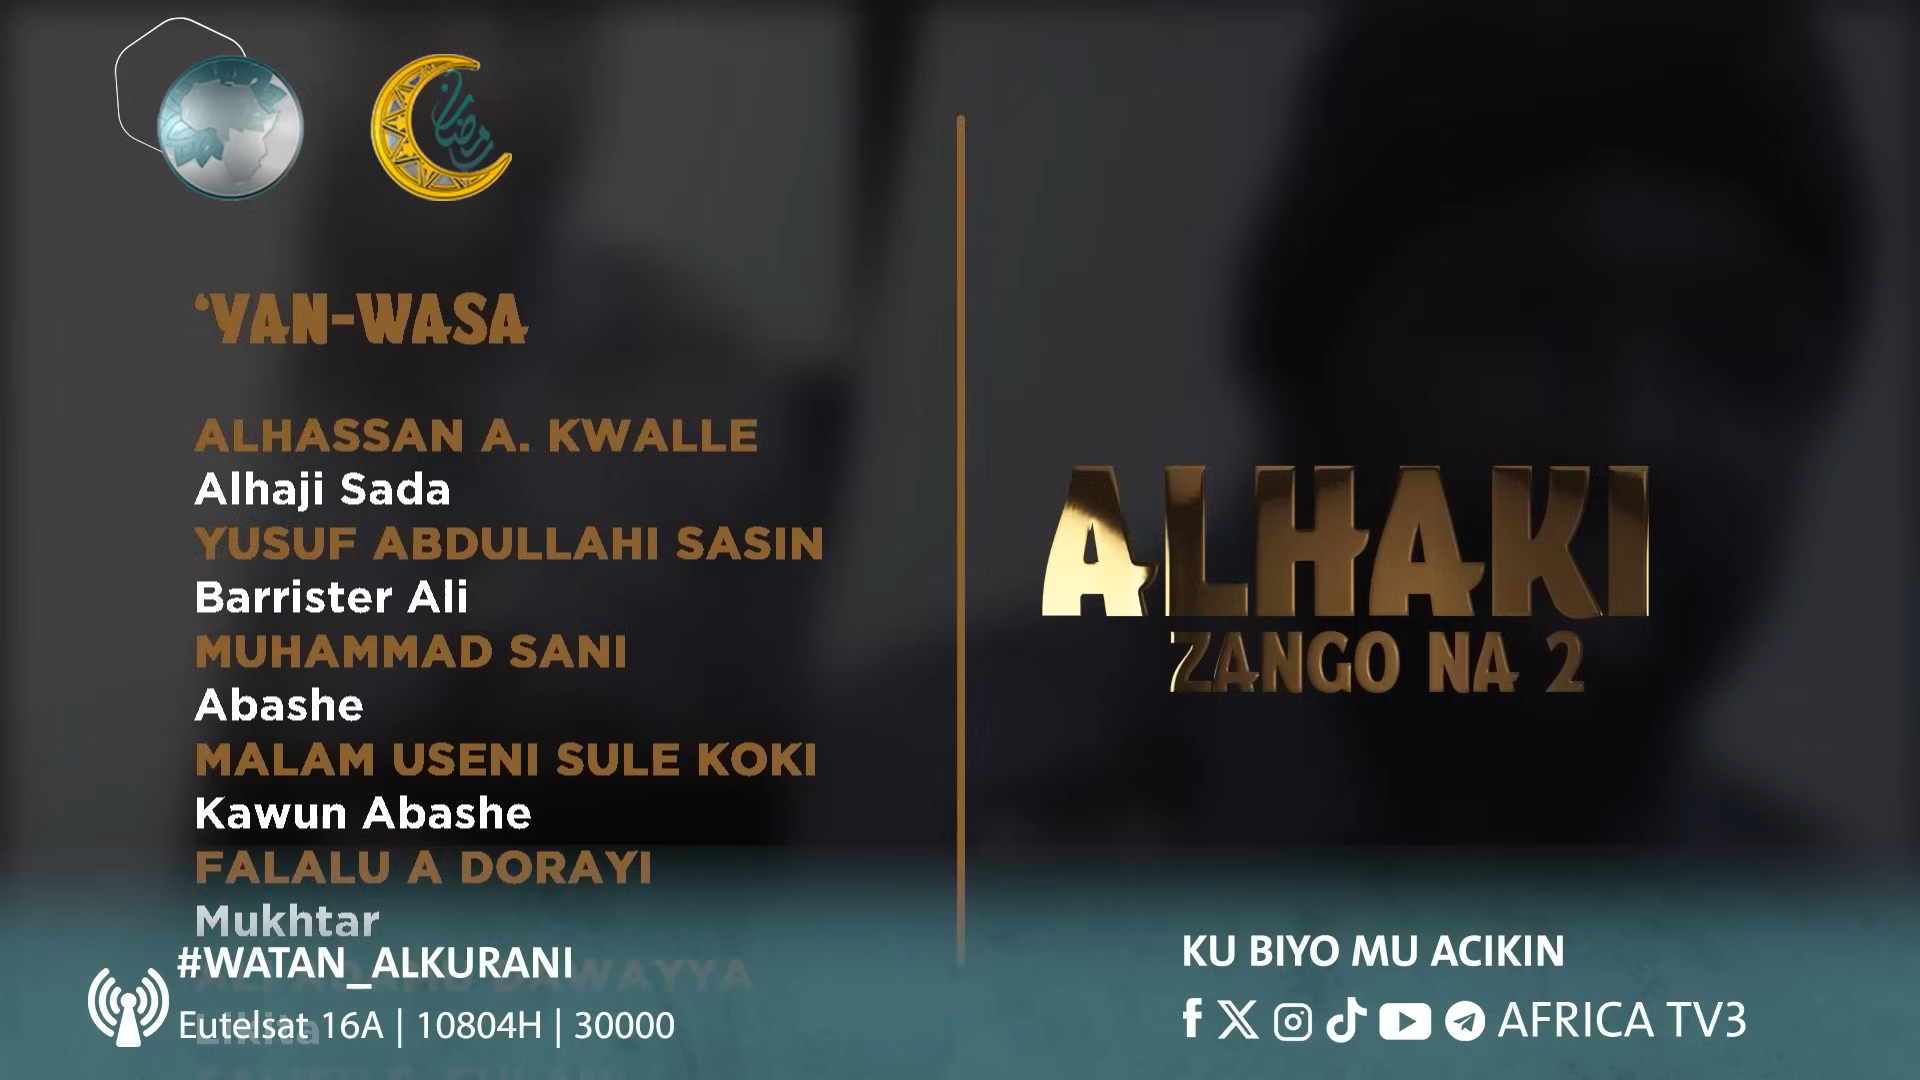 رمضان
‘YAN-WASA
ALHASSAN A. KWALLE
Alhaji Sada
YUSUF ABDULLAHI SASIN
Barrister Ali
MUHAMMAD SANI
Abashe
MALAM USENI SULE KOKI
Kawun Abashe
FALALU A DORAYI
Mukhtar
Likita
ALHAKI
ZANGO NA 2
#WATAN_ALKURANI
Eutelsat 16A | 10804H | 30000
KU BIYO MU ACIKIN
AFRICA TV3